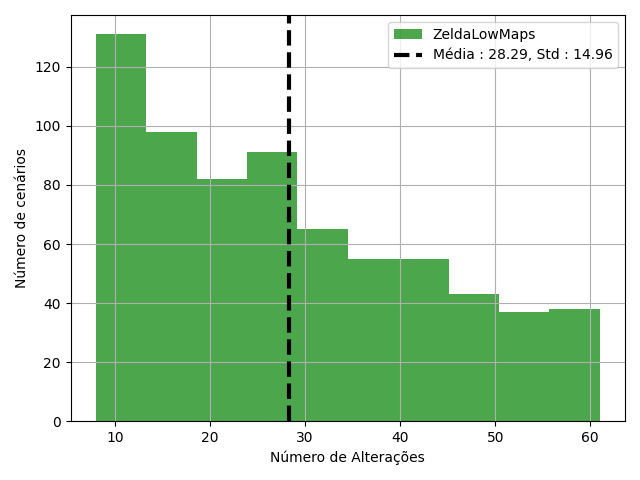 ZeldaLowMaps
Média : 28.29, Std : 14.96
120
100
80
60
40
20
0
Número de cenários
10 20 30 40 50 60
Número de Alterações